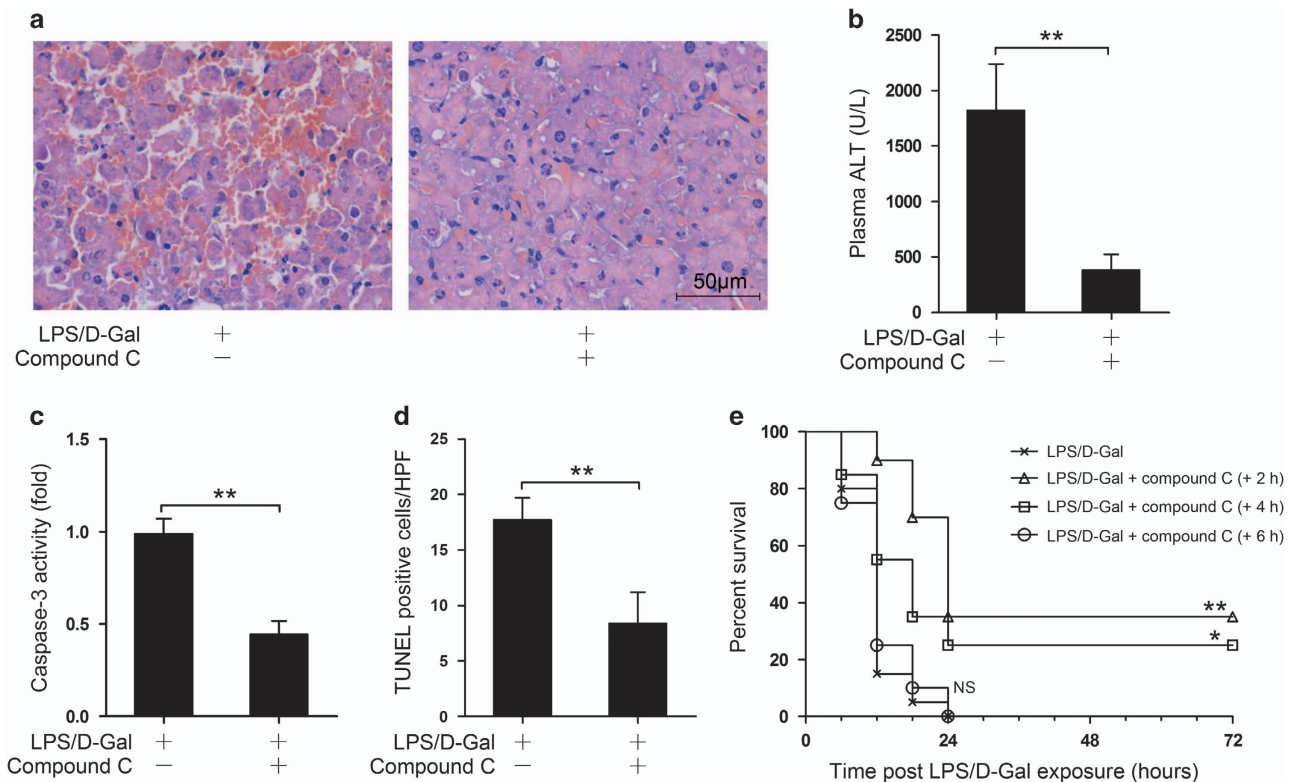 a
50μm
LPS/D-Gal + +
Compound C − +
b
Plasma ALT (U/L)
2500
2000
1500
1000
500
0
**
LPS/D-Gal + +
Compound C − +
c
Caspase-3 activity (fold)
1.5
1.0
0.5
0.0
**
LPS/D-Gal + +
Compound C − +
d
TUNEL positive cells/HPF
25
20
15
10
5
0
**
LPS/D-Gal + +
Compound C − +
e
Percent survival
100
80
60
40
20
0
LPS/D-Gal
LPS/D-Gal + compound C (+ 2 h)
LPS/D-Gal + compound C (+ 4 h)
LPS/D-Gal + compound C (+ 6 h)
**
*
NS
0 24 48 72
Time post LPS/D-Gal exposure (hours)